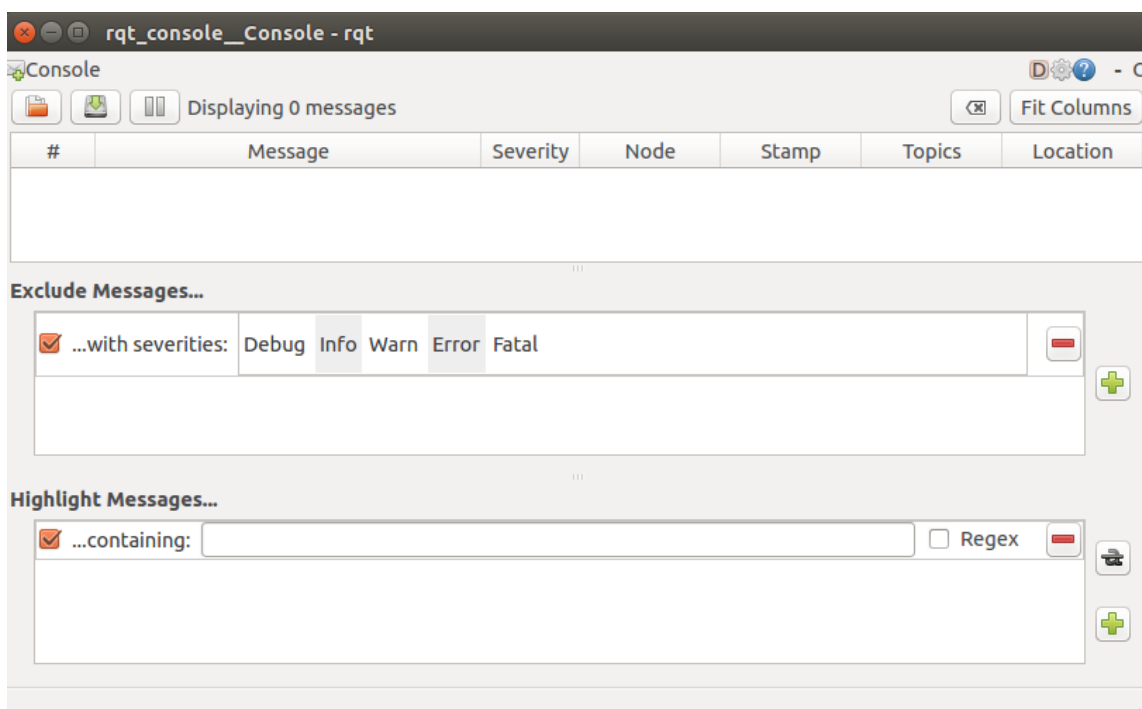 rqt_console__Console - rqt
Console D ? - C
Displaying 0 messages Fit Columns
# Message Severity Node Stamp Topics Location
Exclude Messages...
...with severities: Debug Info Warn Error Fatal
Highlight Messages...
...containing: Regex